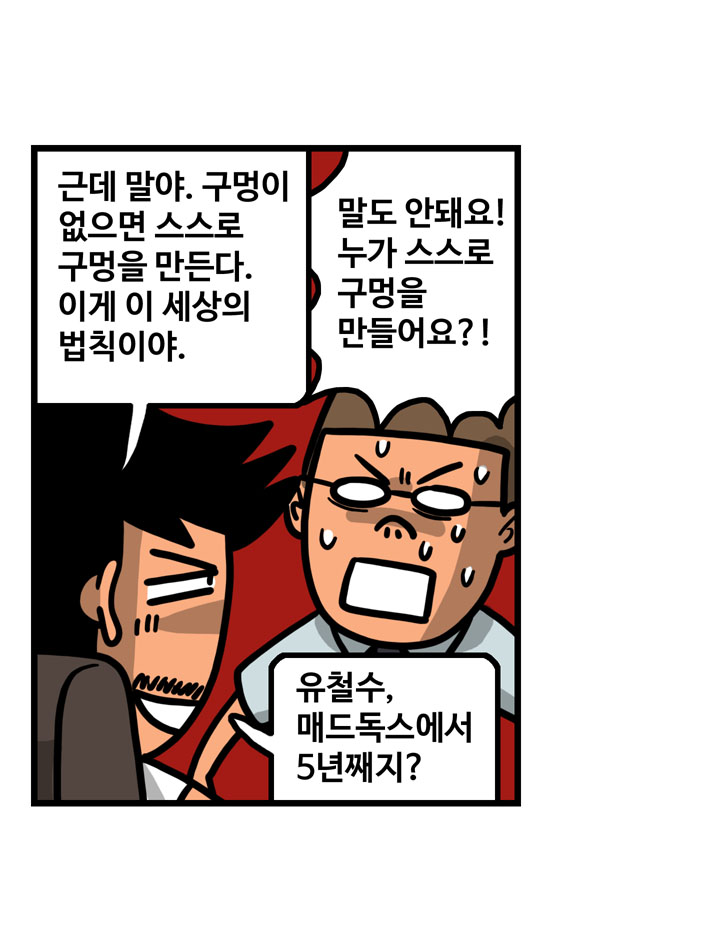 근데 말야. 구멍이
없으면 스스로
구멍을 만든다.
이게 이 세상의
법칙이야.
말도 안돼요!
누가 스스로
구멍을
만들어요?!
유철수,
매드독스에서
5년째지?